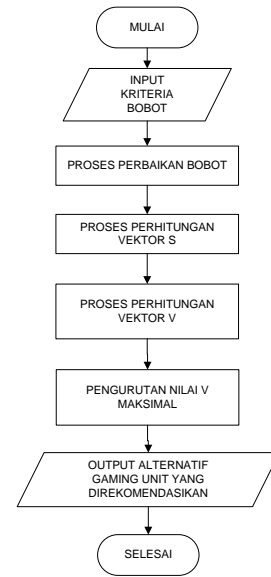 MULAI
INPUT
KRITERIA
BOBOT
PROSES PERBAIKAN BOBOT
PROSES PERHITUNGAN
VEKTOR S
PROSES PERHITUNGAN
VEKTOR V
PENGURUTAN NILAI V
MAKSIMAL
OUTPUT ALTERNATIF
GAMING UNIT YANG
DIREKOMENDASIKAN
SELESAI